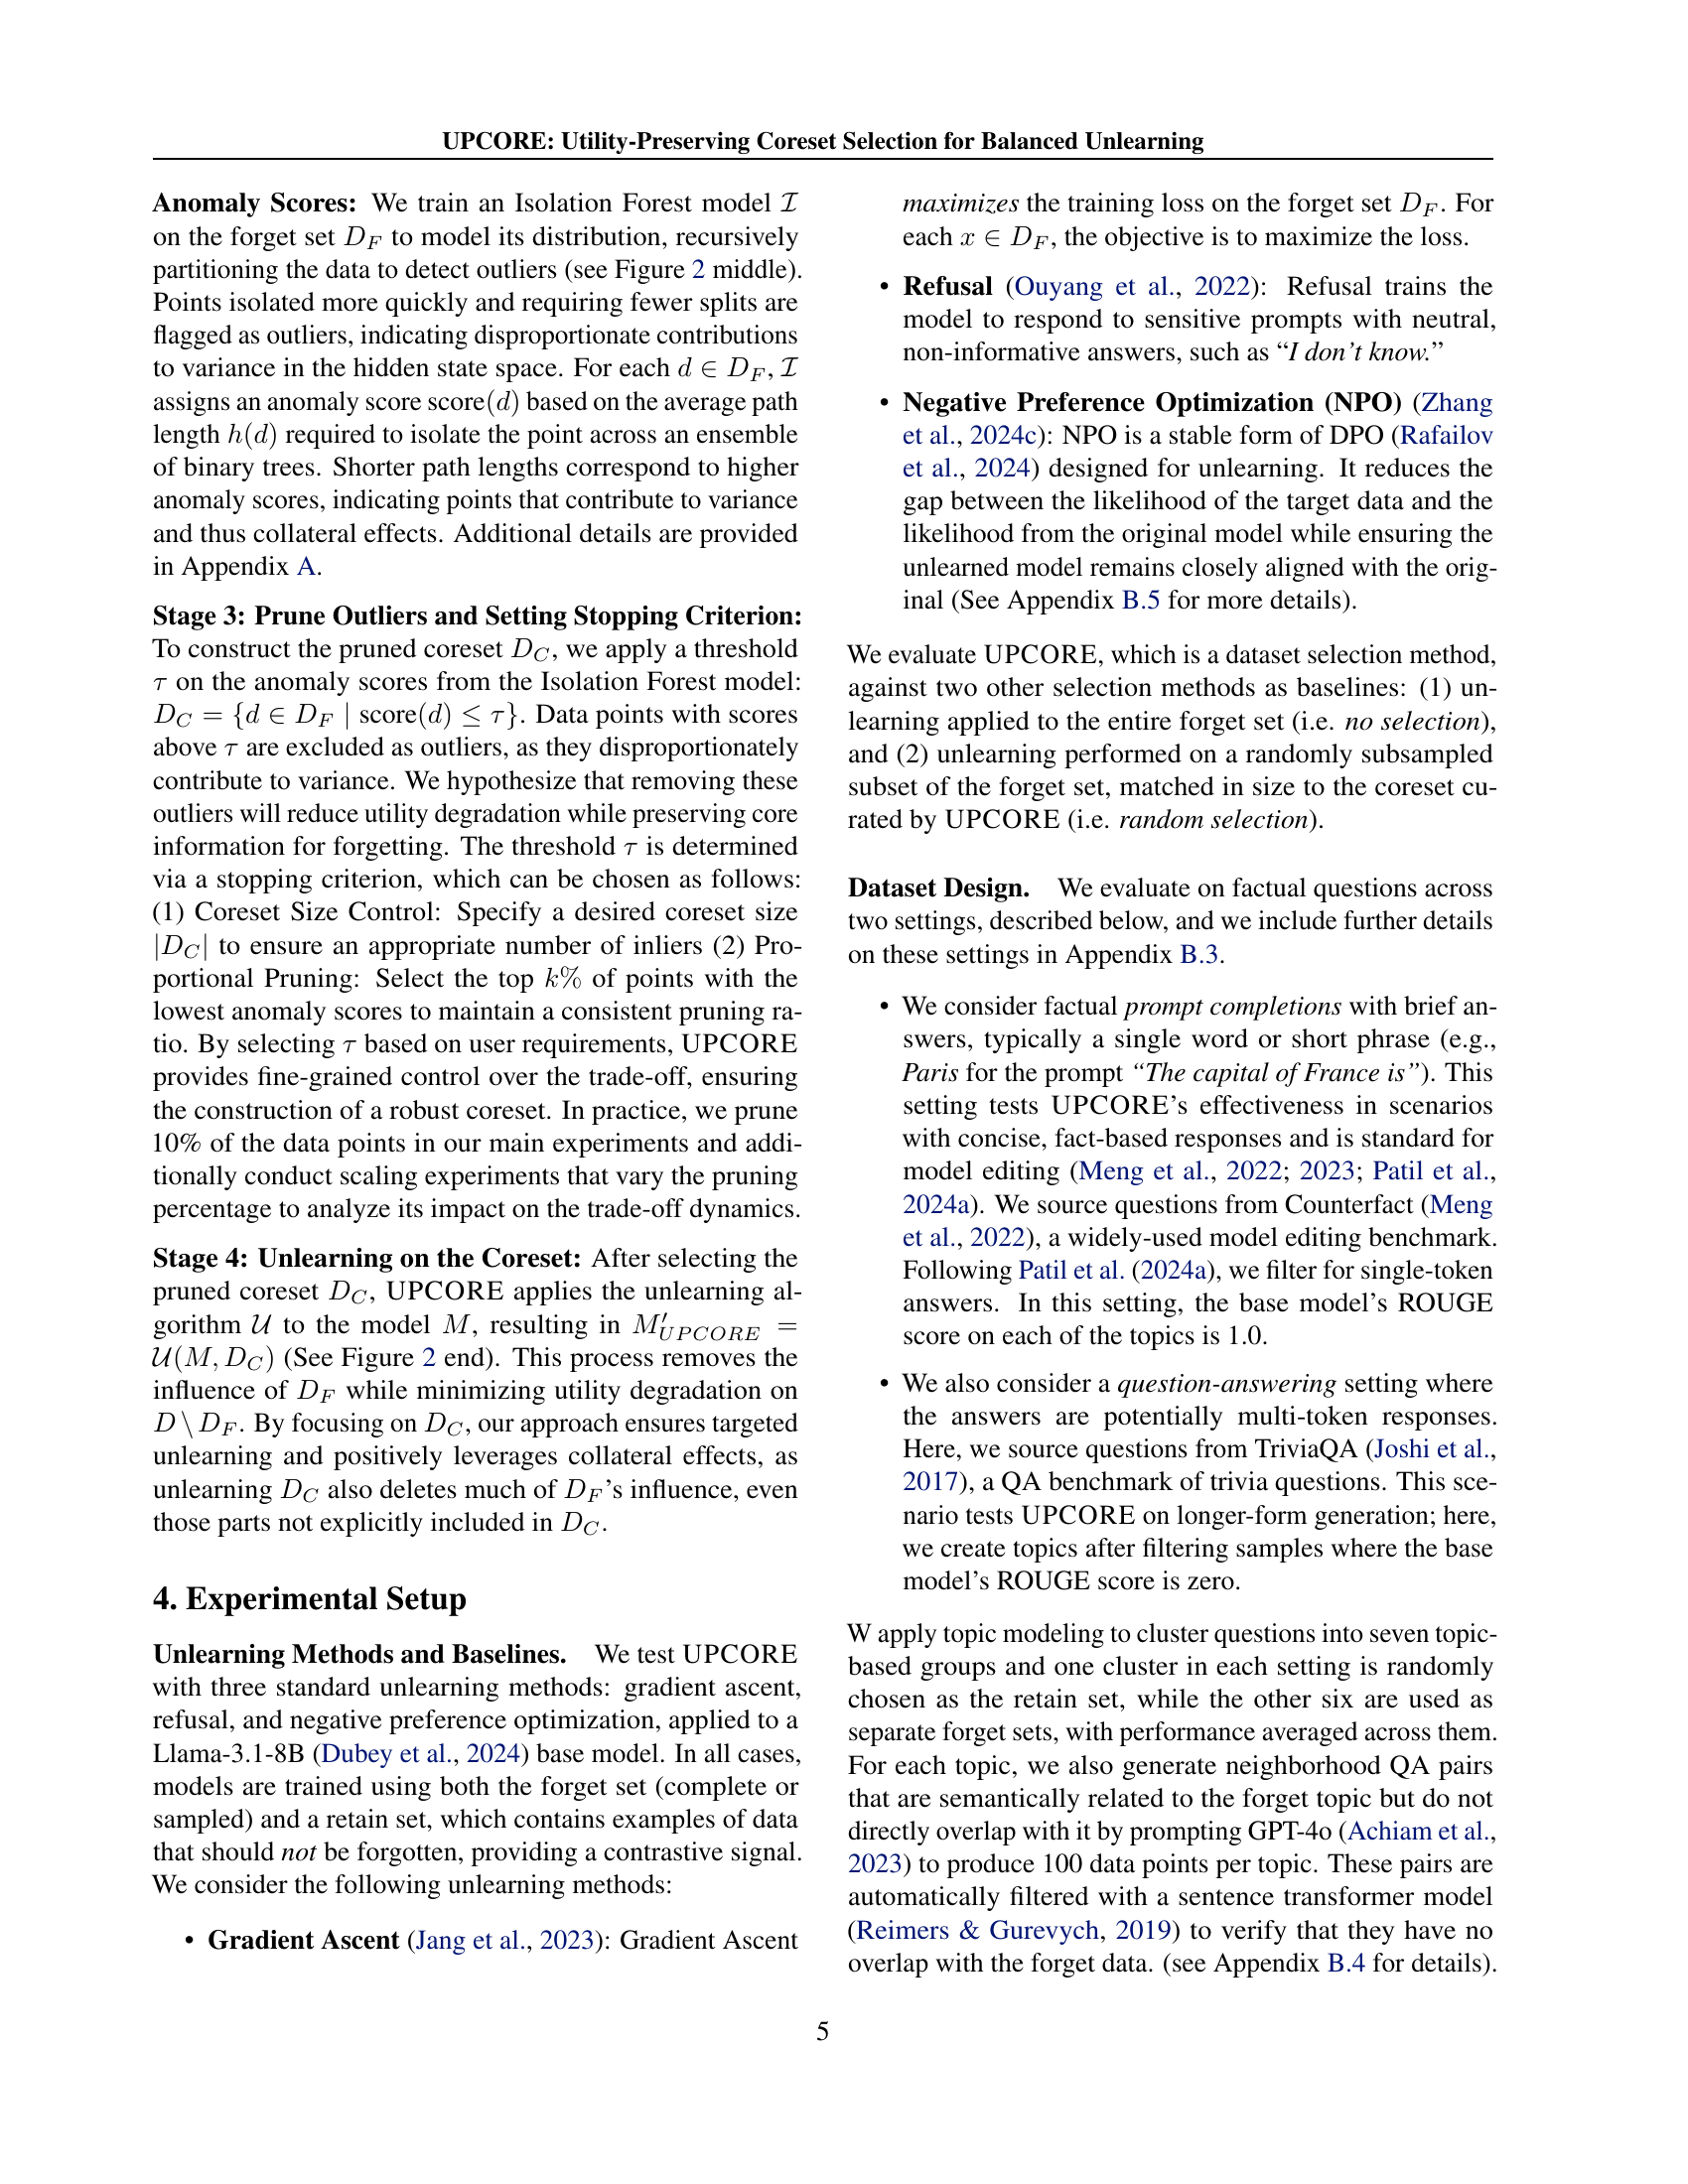 UPCORE: Utility-Preserving Coreset Selection for Balanced Unlearning
Anomaly Scores: We train an Isolation Forest model ℐ
on the forget set D_F to model its distribution, recursively
partitioning the data to detect outliers (see Figure 2 middle).
Points isolated more quickly and requiring fewer splits are
flagged as outliers, indicating disproportionate contributions
to variance in the hidden state space. For each d ∈ D_F, ℐ
assigns an anomaly score score(d) based on the average path
length h(d) required to isolate the point across an ensemble
of binary trees. Shorter path lengths correspond to higher
anomaly scores, indicating points that contribute to variance
and thus collateral effects. Additional details are provided
in Appendix A.
Stage 3: Prune Outliers and Setting Stopping Criterion:
To construct the pruned coreset D_C, we apply a threshold
τ on the anomaly scores from the Isolation Forest model:
D_C = {d ∈ D_F | score(d) ≤ τ}. Data points with scores
above τ are excluded as outliers, as they disproportionately
contribute to variance. We hypothesize that removing these
outliers will reduce utility degradation while preserving core
information for forgetting. The threshold τ is determined
via a stopping criterion, which can be chosen as follows:
(1) Coreset Size Control: Specify a desired coreset size
|D_C| to ensure an appropriate number of inliers (2) Pro-
portional Pruning: Select the top k% of points with the
lowest anomaly scores to maintain a consistent pruning ra-
tio. By selecting τ based on user requirements, UPCORE
provides fine-grained control over the trade-off, ensuring
the construction of a robust coreset. In practice, we prune
10% of the data points in our main experiments and addi-
tionally conduct scaling experiments that vary the pruning
percentage to analyze its impact on the trade-off dynamics.
Stage 4: Unlearning on the Coreset: After selecting the
pruned coreset D_C, UPCORE applies the unlearning al-
gorithm 𝒰 to the model M, resulting in M′_UPCORE =
𝒰(M, D_C) (See Figure 2 end). This process removes the
influence of D_F while minimizing utility degradation on
D \ D_F. By focusing on D_C, our approach ensures targeted
unlearning and positively leverages collateral effects, as
unlearning D_C also deletes much of D_F's influence, even
those parts not explicitly included in D_C.
4. Experimental Setup
Unlearning Methods and Baselines. We test UPCORE
with three standard unlearning methods: gradient ascent,
refusal, and negative preference optimization, applied to a
Llama-3.1-8B (Dubey et al., 2024) base model. In all cases,
models are trained using both the forget set (complete or
sampled) and a retain set, which contains examples of data
that should not be forgotten, providing a contrastive signal.
We consider the following unlearning methods:
• Gradient Ascent (Jang et al., 2023): Gradient Ascent
maximizes the training loss on the forget set D_F. For
each x ∈ D_F, the objective is to maximize the loss.
• Refusal (Ouyang et al., 2022): Refusal trains the
model to respond to sensitive prompts with neutral,
non-informative answers, such as “I don't know.”
• Negative Preference Optimization (NPO) (Zhang
et al., 2024c): NPO is a stable form of DPO (Rafailov
et al., 2024) designed for unlearning. It reduces the
gap between the likelihood of the target data and the
likelihood from the original model while ensuring the
unlearned model remains closely aligned with the orig-
inal (See Appendix B.5 for more details).
We evaluate UPCORE, which is a dataset selection method,
against two other selection methods as baselines: (1) un-
learning applied to the entire forget set (i.e. no selection),
and (2) unlearning performed on a randomly subsampled
subset of the forget set, matched in size to the coreset cu-
rated by UPCORE (i.e. random selection).
Dataset Design. We evaluate on factual questions across
two settings, described below, and we include further details
on these settings in Appendix B.3.
• We consider factual prompt completions with brief an-
swers, typically a single word or short phrase (e.g.,
Paris for the prompt “The capital of France is”). This
setting tests UPCORE's effectiveness in scenarios
with concise, fact-based responses and is standard for
model editing (Meng et al., 2022; 2023; Patil et al.,
2024a). We source questions from Counterfact (Meng
et al., 2022), a widely-used model editing benchmark.
Following Patil et al. (2024a), we filter for single-token
answers. In this setting, the base model's ROUGE
score on each of the topics is 1.0.
• We also consider a question-answering setting where
the answers are potentially multi-token responses.
Here, we source questions from TriviaQA (Joshi et al.,
2017), a QA benchmark of trivia questions. This sce-
nario tests UPCORE on longer-form generation; here,
we create topics after filtering samples where the base
model's ROUGE score is zero.
W apply topic modeling to cluster questions into seven topic-
based groups and one cluster in each setting is randomly
chosen as the retain set, while the other six are used as
separate forget sets, with performance averaged across them.
For each topic, we also generate neighborhood QA pairs
that are semantically related to the forget topic but do not
directly overlap with it by prompting GPT-4o (Achiam et al.,
2023) to produce 100 data points per topic. These pairs are
automatically filtered with a sentence transformer model
(Reimers & Gurevych, 2019) to verify that they have no
overlap with the forget data. (see Appendix B.4 for details).
5